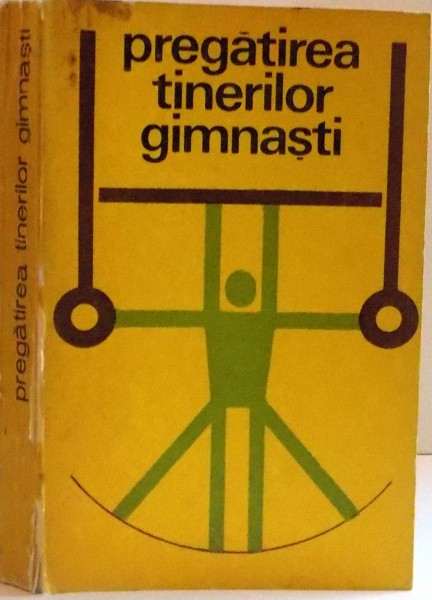 pregătirea
tinerilor
gimnaști
pregătirea tinerilor gimnaști